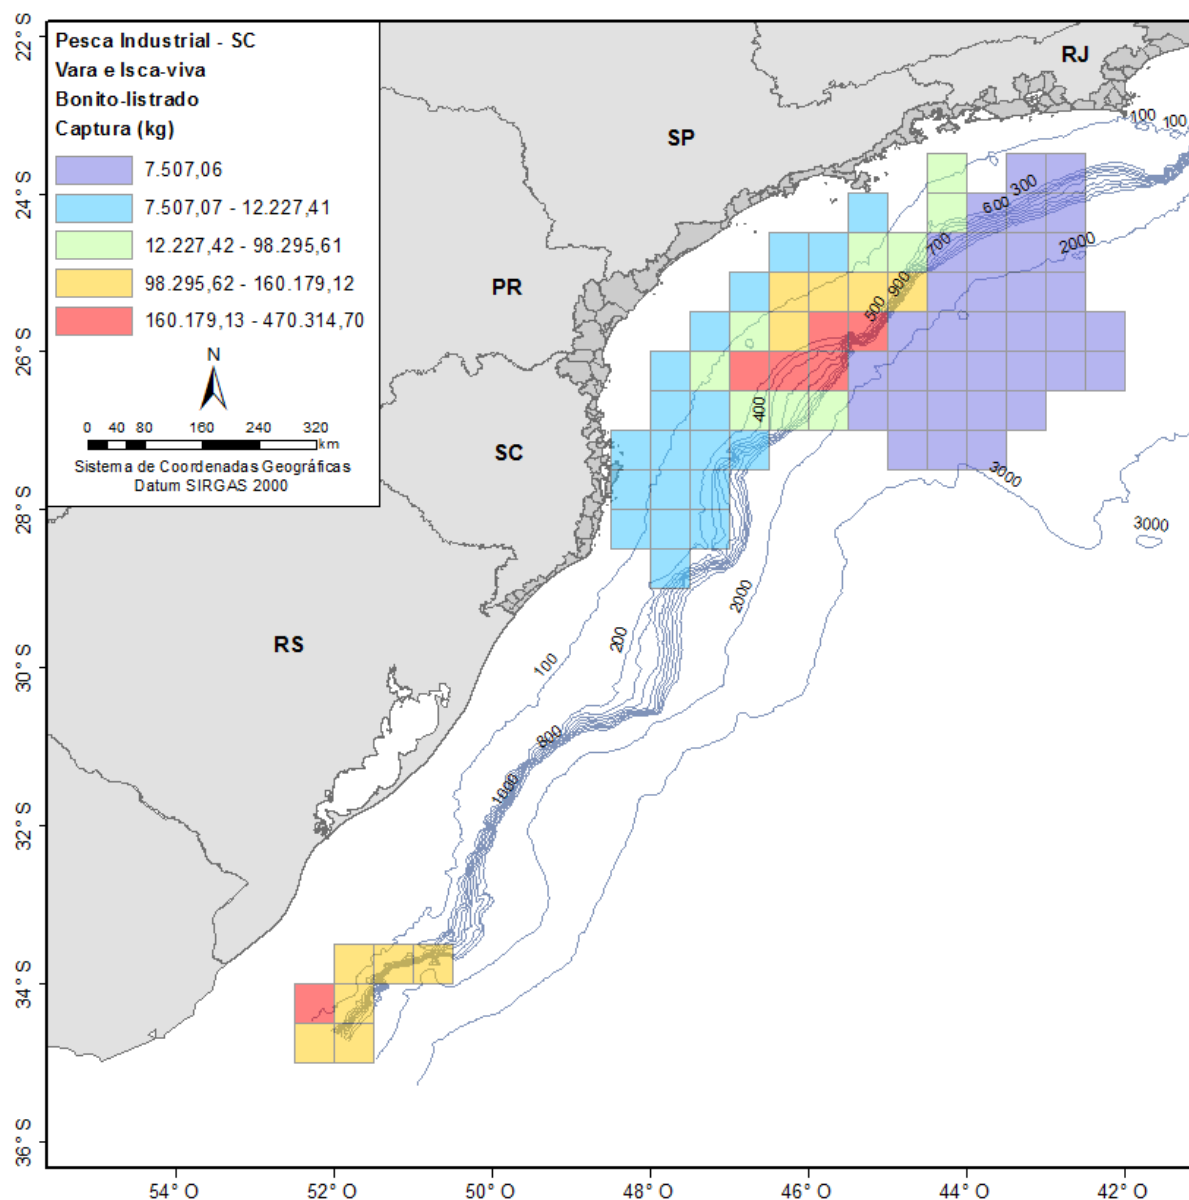 Pesca Industrial - SC
Vara e Isca-viva
Bonito-listrado
Captura (kg)
7.507,06
7.507,07 - 12.227,41
12.227,42 - 98.295,61
98.295,62 - 160.179,12
160.179,13 - 470.314,70
N
0 40 80 160 240 320
km
Sistema de Coordenadas Geográficas
Datum SIRGAS 2000
RJ
SP
PR
SC
RS
100
100
300
600
700
2000
900
500
400
3000
3000
2000
200
100
800
1000
22° S
24° S
26° S
28° S
30° S
32° S
34° S
36° S
54° O
52° O
50° O
48° O
46° O
44° O
42° O